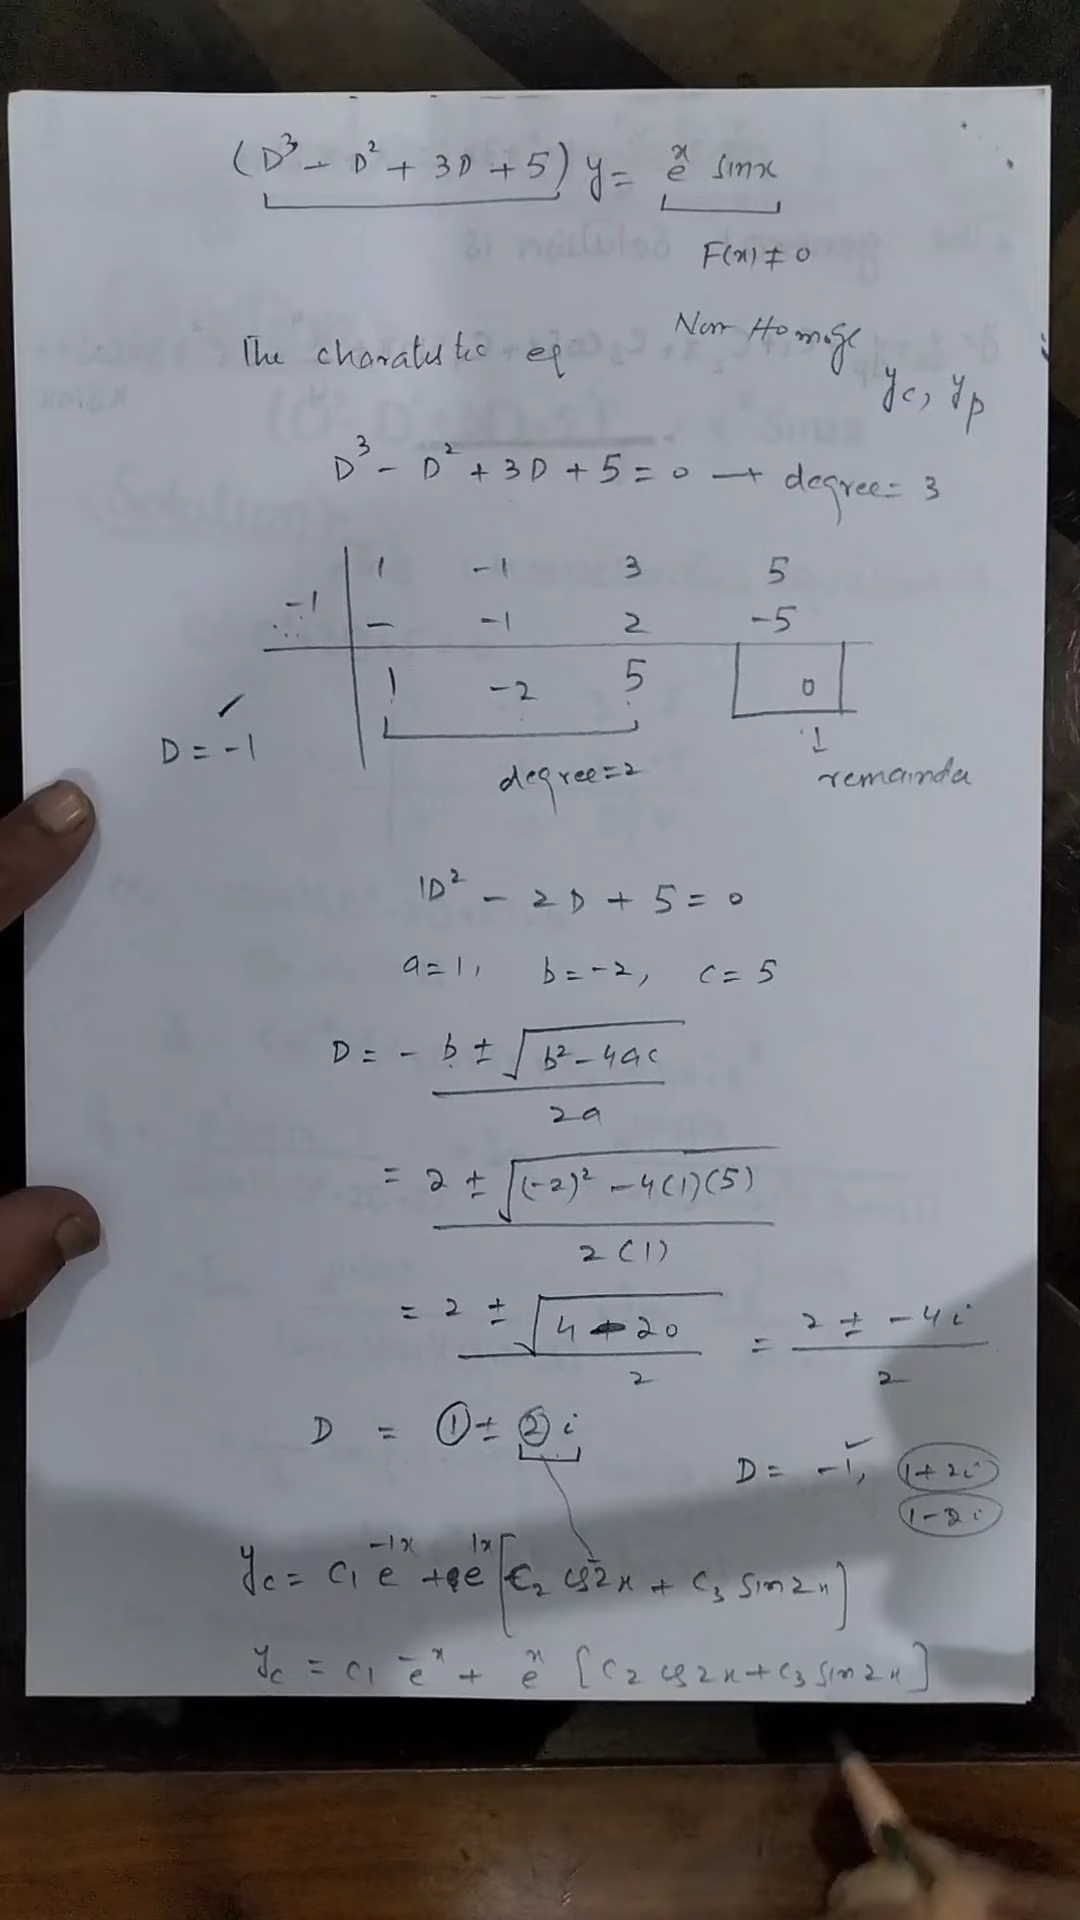 (D³ - D² + 3D + 5) y = eˣ sinx
F(x) ≠ 0
Non Homoge
The charatistic eq
yc, yp
D³ - D² + 3D + 5 = 0 → degree = 3
1 -1 3 5
-1
- -1 2 -5
1 -2 5 0
D = -1
degree = 2
remainda
1D² - 2D + 5 = 0
a = 1, b = -2, c = 5
D = - b ± √b² - 4ac
2a
= 2 ± √(-2)² - 4(1)(5)
2(1)
= 2 ± √4 - 20 = 2 ± -4i
2 2
D = 1 ± 2i
D = -1, 1+2i
1-2i
yc = c₁ e⁻¹ˣ + e¹ˣ [c₂ cos2x + c₃ sin2x]
yc = c₁ e⁻ˣ + eˣ [c₂ cos2x + c₃ sin2x]